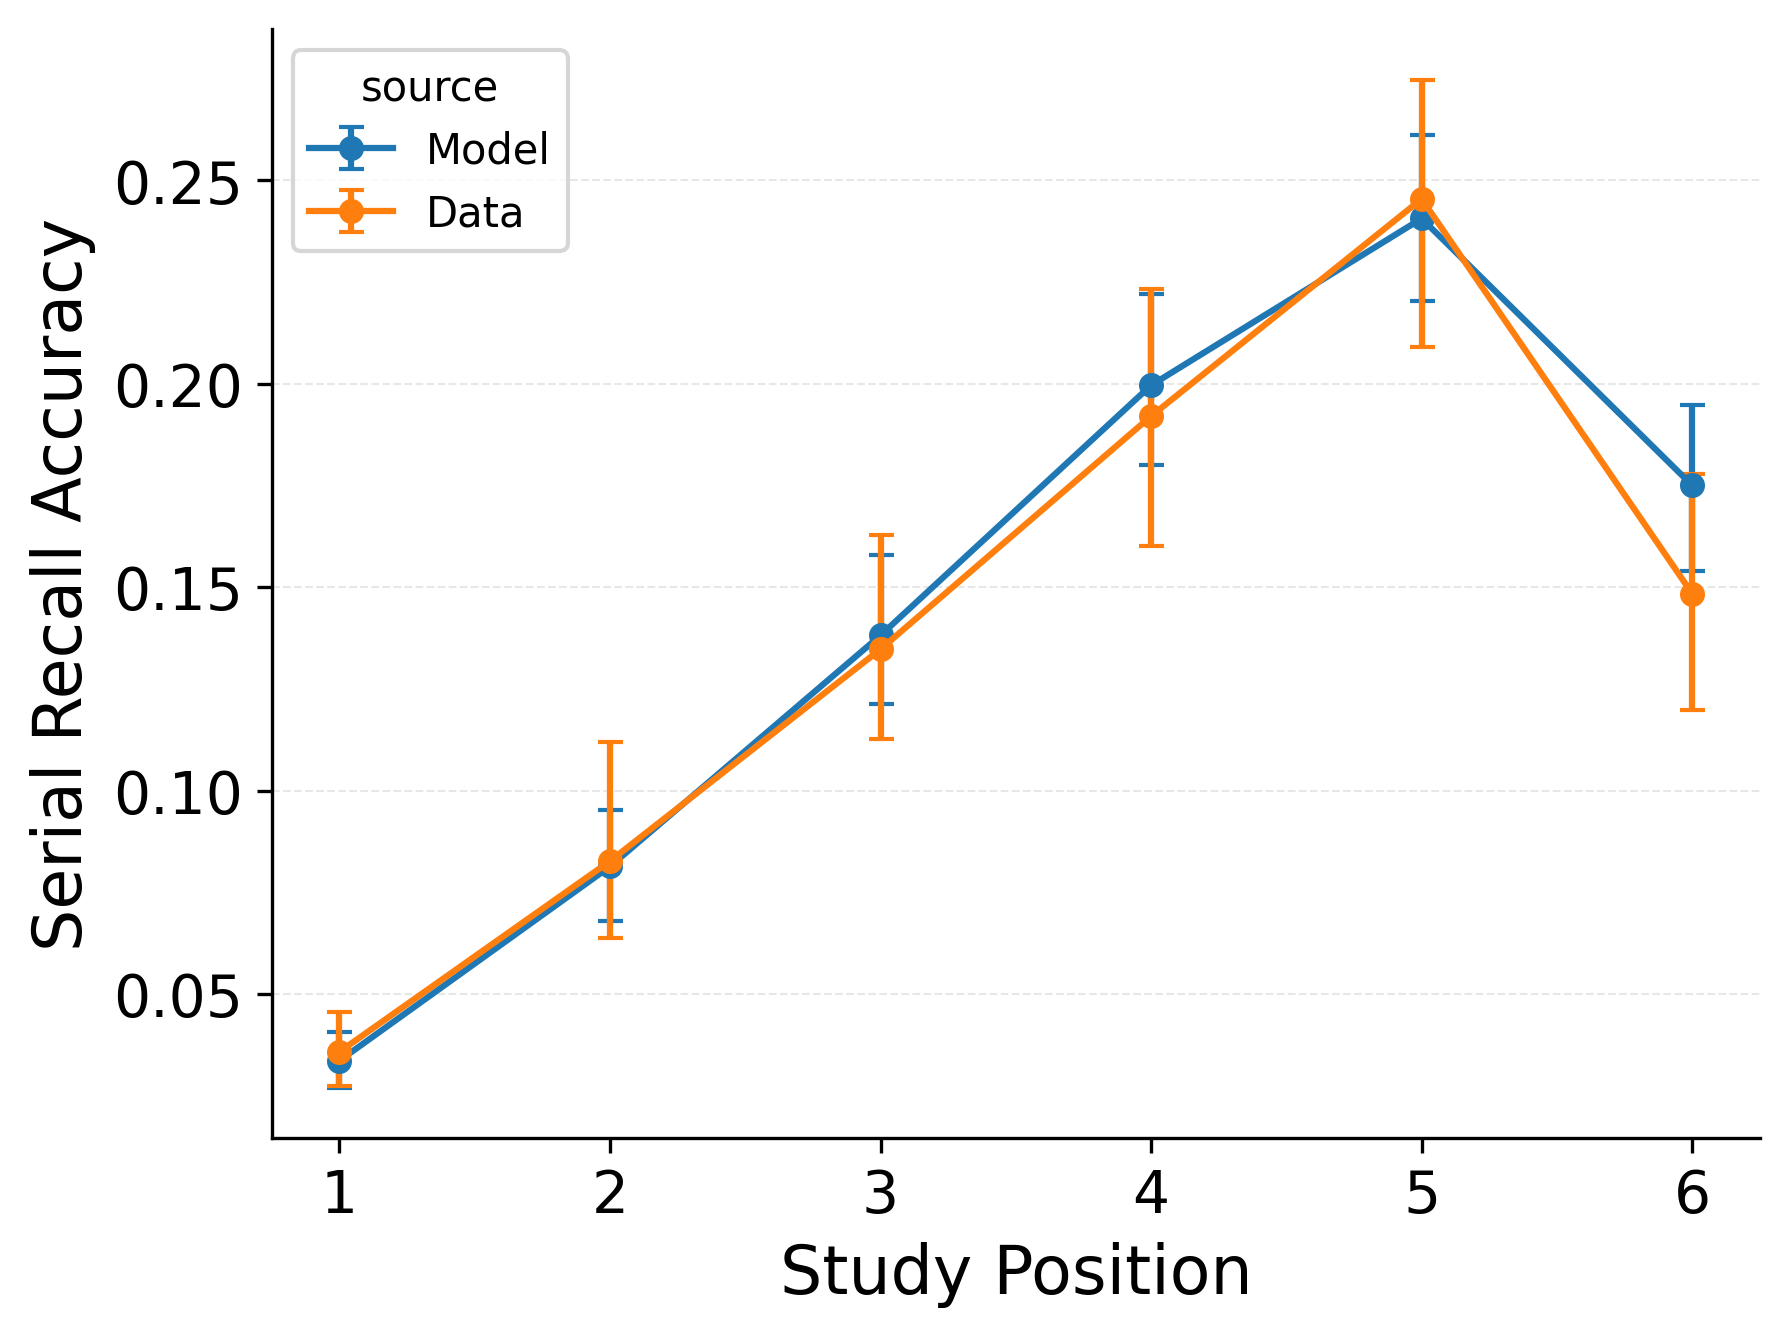 source
Model
Data
0.25
0.20
0.15
0.10
0.05
Serial Recall Accuracy
1 2 3 4 5 6
Study Position